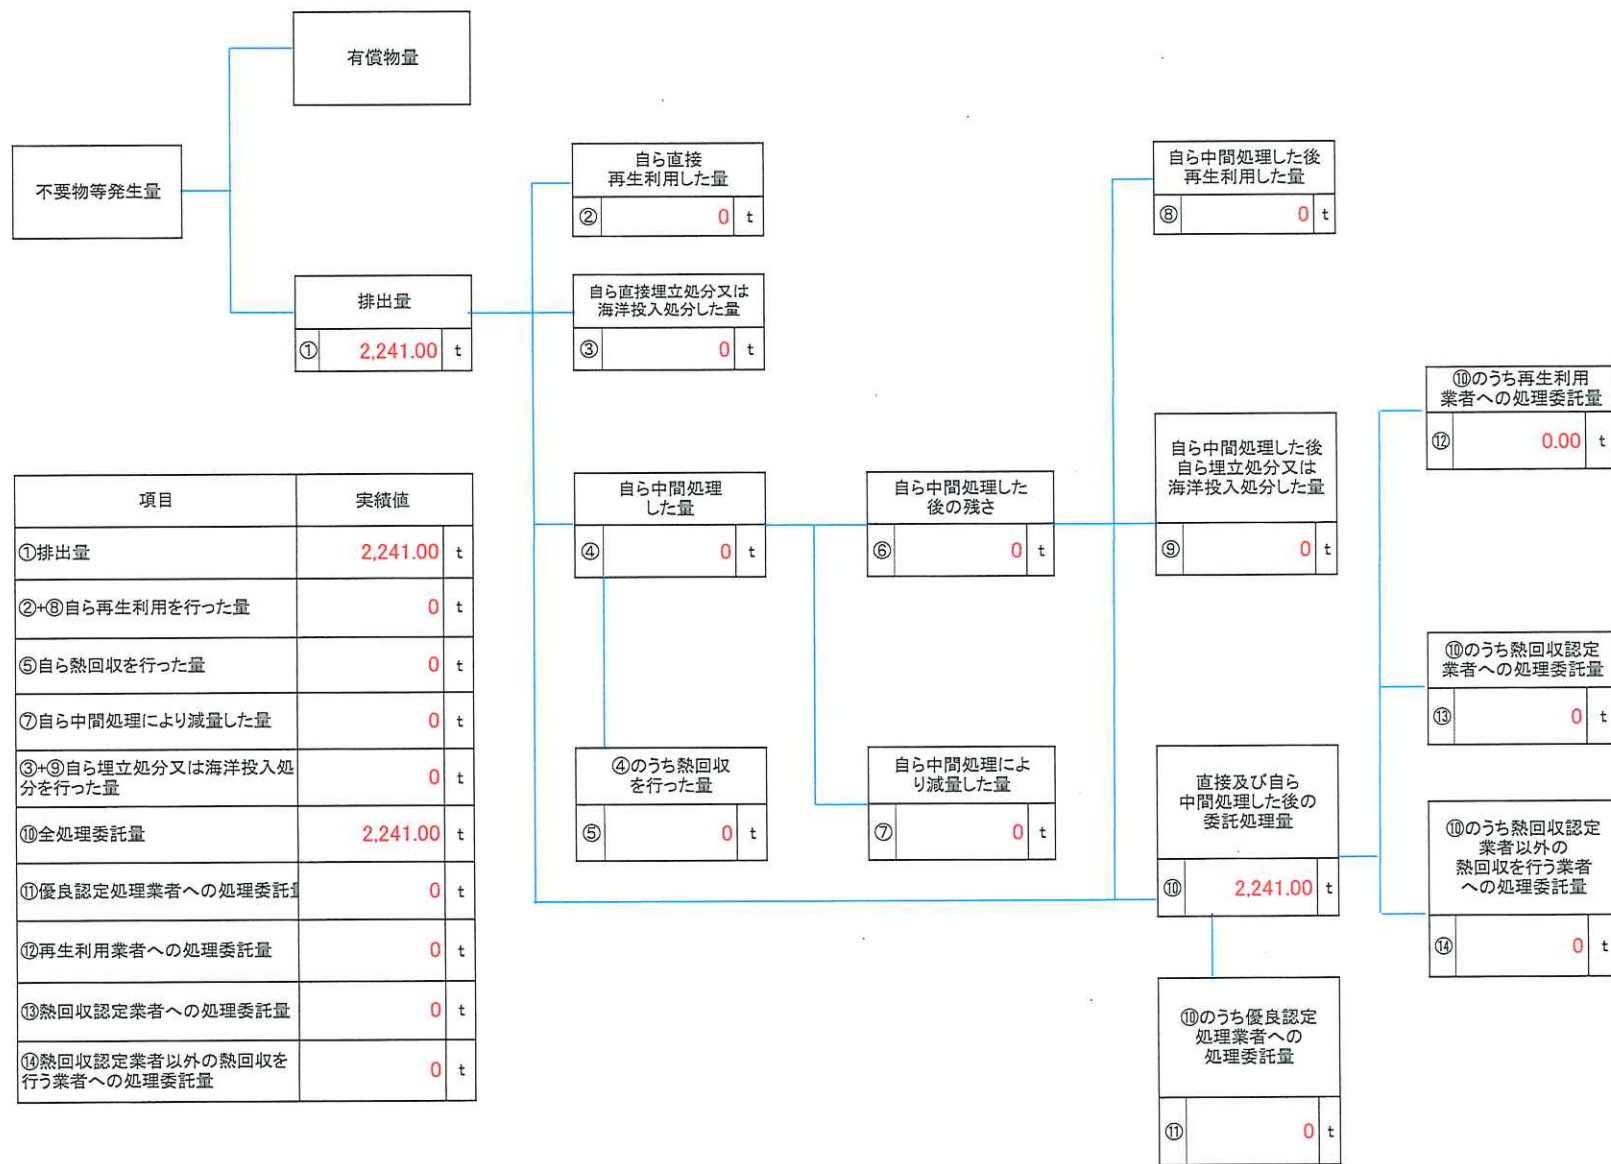 有償物量
不要物等発生量
排出量
① 2,241.00 t
自ら直接
再生利用した量
② 0 t
自ら直接埋立処分又は
海洋投入処分した量
③ 0 t
自ら中間処理
した量
④ 0 t
④のうち熱回収
を行った量
⑤ 0 t
自ら中間処理した
後の残さ
⑥ 0 t
自ら中間処理によ
り減量した量
⑦ 0 t
自ら中間処理した後
再生利用した量
⑧ 0 t
自ら中間処理した後
自ら埋立処分又は
海洋投入処分した量
⑨ 0 t
直接及び自ら
中間処理した後の
委託処理量
⑩ 2,241.00 t
⑩のうち優良認定
処理業者への
処理委託量
⑪ 0 t
⑩のうち再生利用
業者への処理委託量
⑫ 0.00 t
⑩のうち熱回収認定
業者への処理委託量
⑬ 0 t
⑩のうち熱回収認定
業者以外の
熱回収を行う業者
への処理委託量
⑭ 0 t
項目 実績値
①排出量 2,241.00 t
②+⑧自ら再生利用を行った量 0 t
⑤自ら熱回収を行った量 0 t
⑦自ら中間処理により減量した量 0 t
③+⑨自ら埋立処分又は海洋投入処
分を行った量 0 t
⑩全処理委託量 2,241.00 t
⑪優良認定処理業者への処理委託 0 t
⑫再生利用業者への処理委託量 0 t
⑬熱回収認定業者への処理委託量 0 t
⑭熱回収認定業者以外の熱回収を
行う業者への処理委託量 0 t